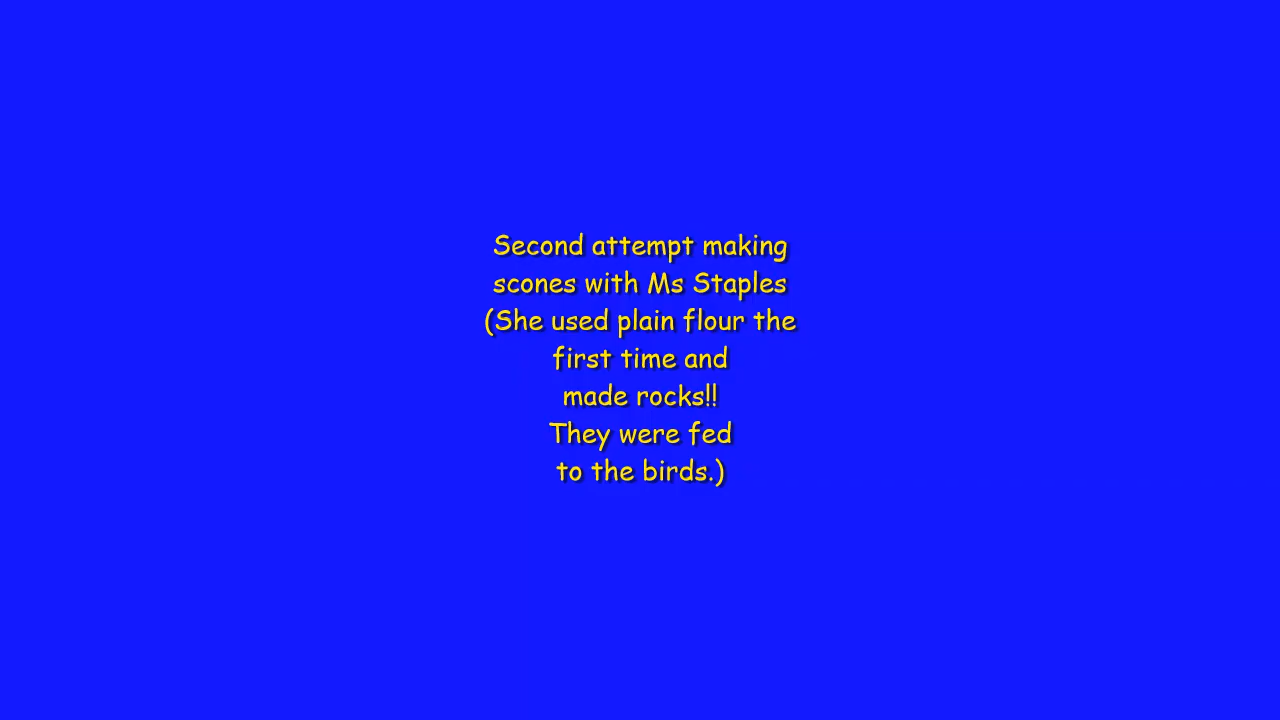 Second attempt making
scones with Ms Staples
(She used plain flour the
first time and
made rocks!!
They were fed
to the birds.)